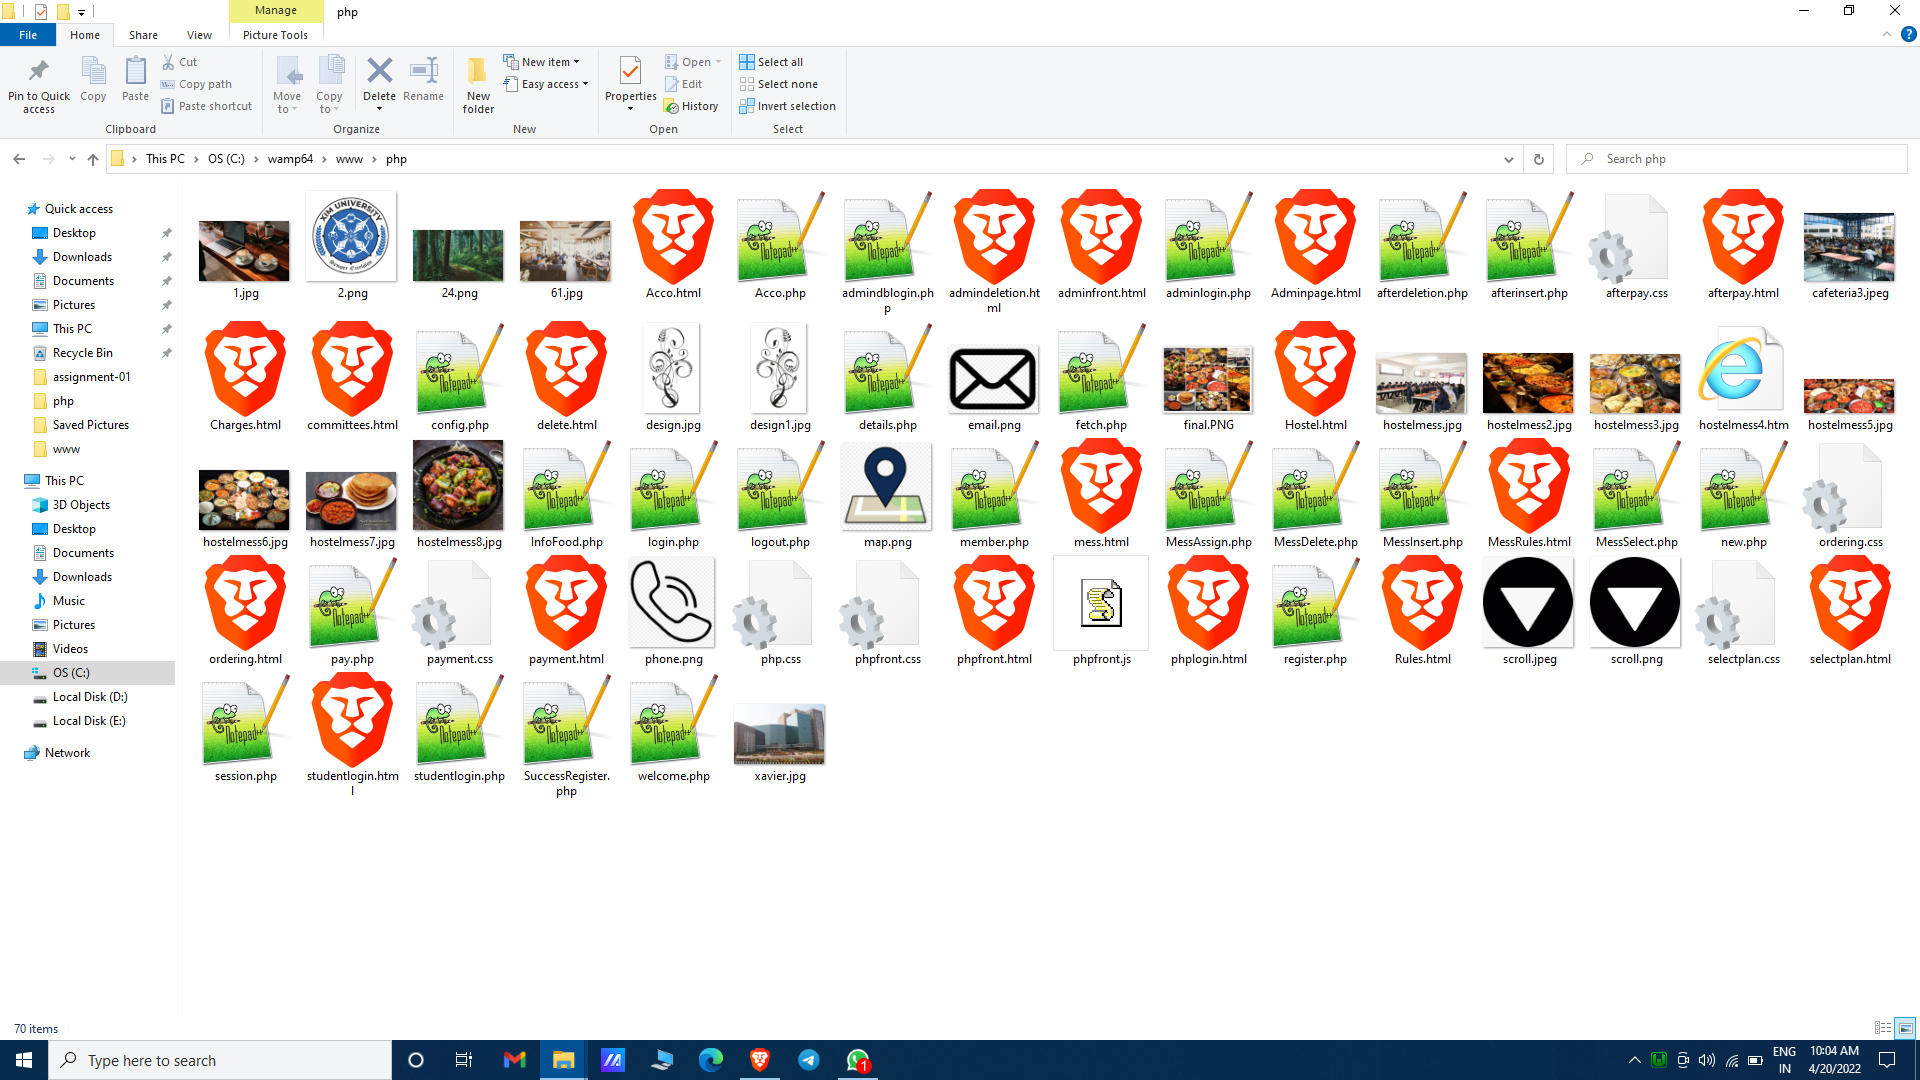 Manage
php
File
Home
Share
View
Picture Tools
Pin to Quick access
Copy
Paste
Cut
Copy path
Paste shortcut
Clipboard
Move to
Copy to
Delete
Rename
Organize
New folder
New item
Easy access
New
Properties
Open
Edit
History
Open
Select all
Select none
Invert selection
Select
This PC > OS (C:) > wamp64 > www > php
Search php
Quick access
Desktop
Downloads
Documents
Pictures
This PC
Recycle Bin
assignment-01
php
Saved Pictures
www
This PC
3D Objects
Desktop
Documents
Downloads
Music
Pictures
Videos
OS (C:)
Local Disk (D:)
Local Disk (E:)
Network
XIM UNIVERSITY
1.jpg
2.png
24.png
61.jpg
Acco.html
Acco.php
admindblogin.php
admindeletion.html
adminfront.html
adminlogin.php
Adminpage.html
afterdeletion.php
afterinsert.php
afterpay.css
afterpay.html
cafeteria3.jpeg
Charges.html
committees.html
config.php
delete.html
design.jpg
design1.jpg
details.php
email.png
fetch.php
final.PNG
Hostel.html
hostelmess.jpg
hostelmess2.jpg
hostelmess3.jpg
hostelmess4.htm
hostelmess5.jpg
hostelmess6.jpg
hostelmess7.jpg
hostelmess8.jpg
InfoFood.php
login.php
logout.php
map.png
member.php
mess.html
MessAssign.php
MessDelete.php
MessInsert.php
MessRules.html
MessSelect.php
new.php
ordering.css
ordering.html
pay.php
payment.css
payment.html
phone.png
php.css
phpfront.css
phpfront.html
phpfront.js
phplogin.html
register.php
Rules.html
scroll.jpeg
scroll.png
selectplan.css
selectplan.html
session.php
studentlogin.html
studentlogin.php
SuccessRegister.php
welcome.php
xavier.jpg
70 items
Type here to search
1
ENG
IN
10:04 AM
4/20/2022